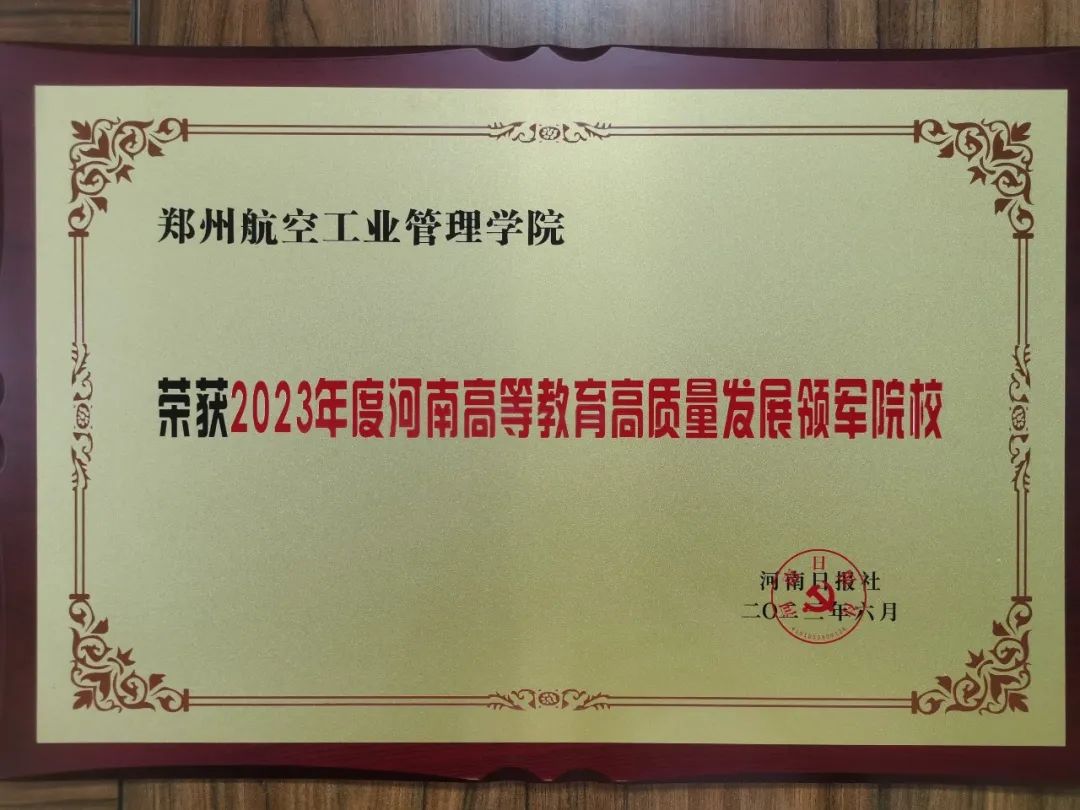 郑州航空工业管理学院
荣获2023年度河南高等教育高质量发展领军院校
河南日报社
二〇二三年六月